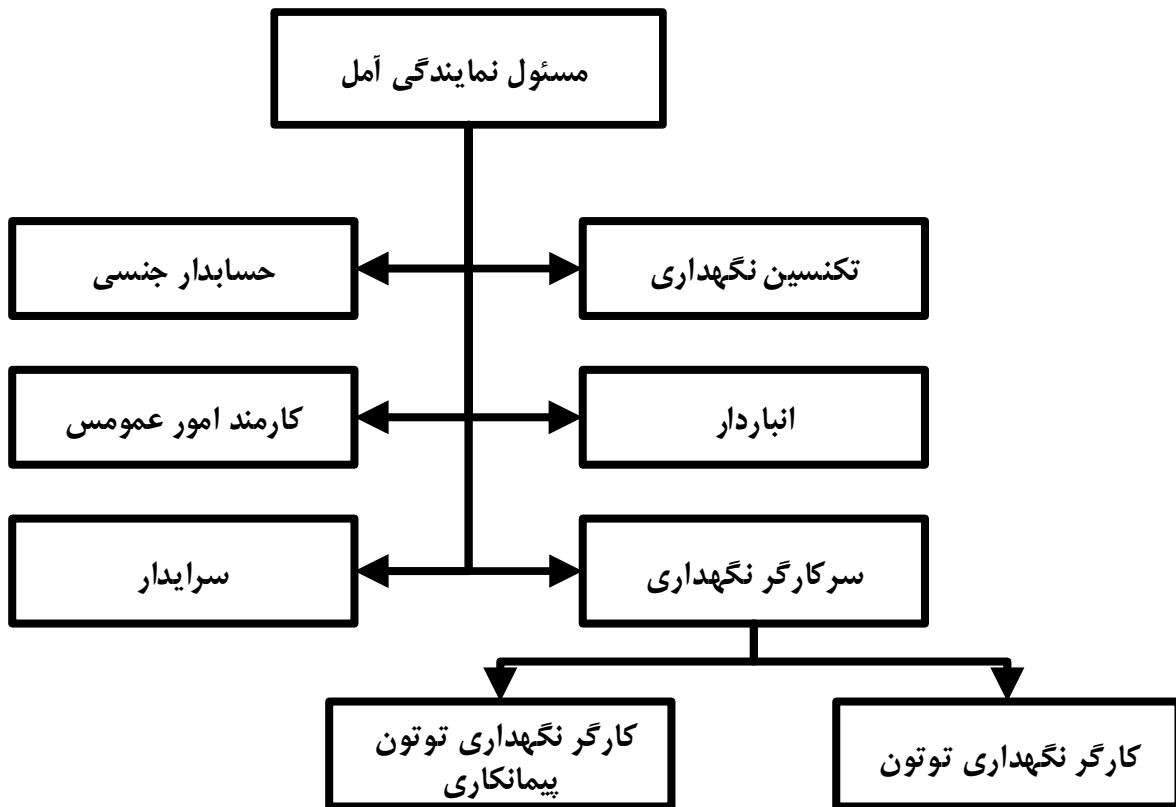 مسئول نمایندگی آمل
تکنسین نگهداری
حسابدار جنسی
انباردار
کارمند امور عمومس
سرکارگر نگهداری
سرایدار
کارگر نگهداری توتون
کارگر نگهداری توتون
پیمانکاری